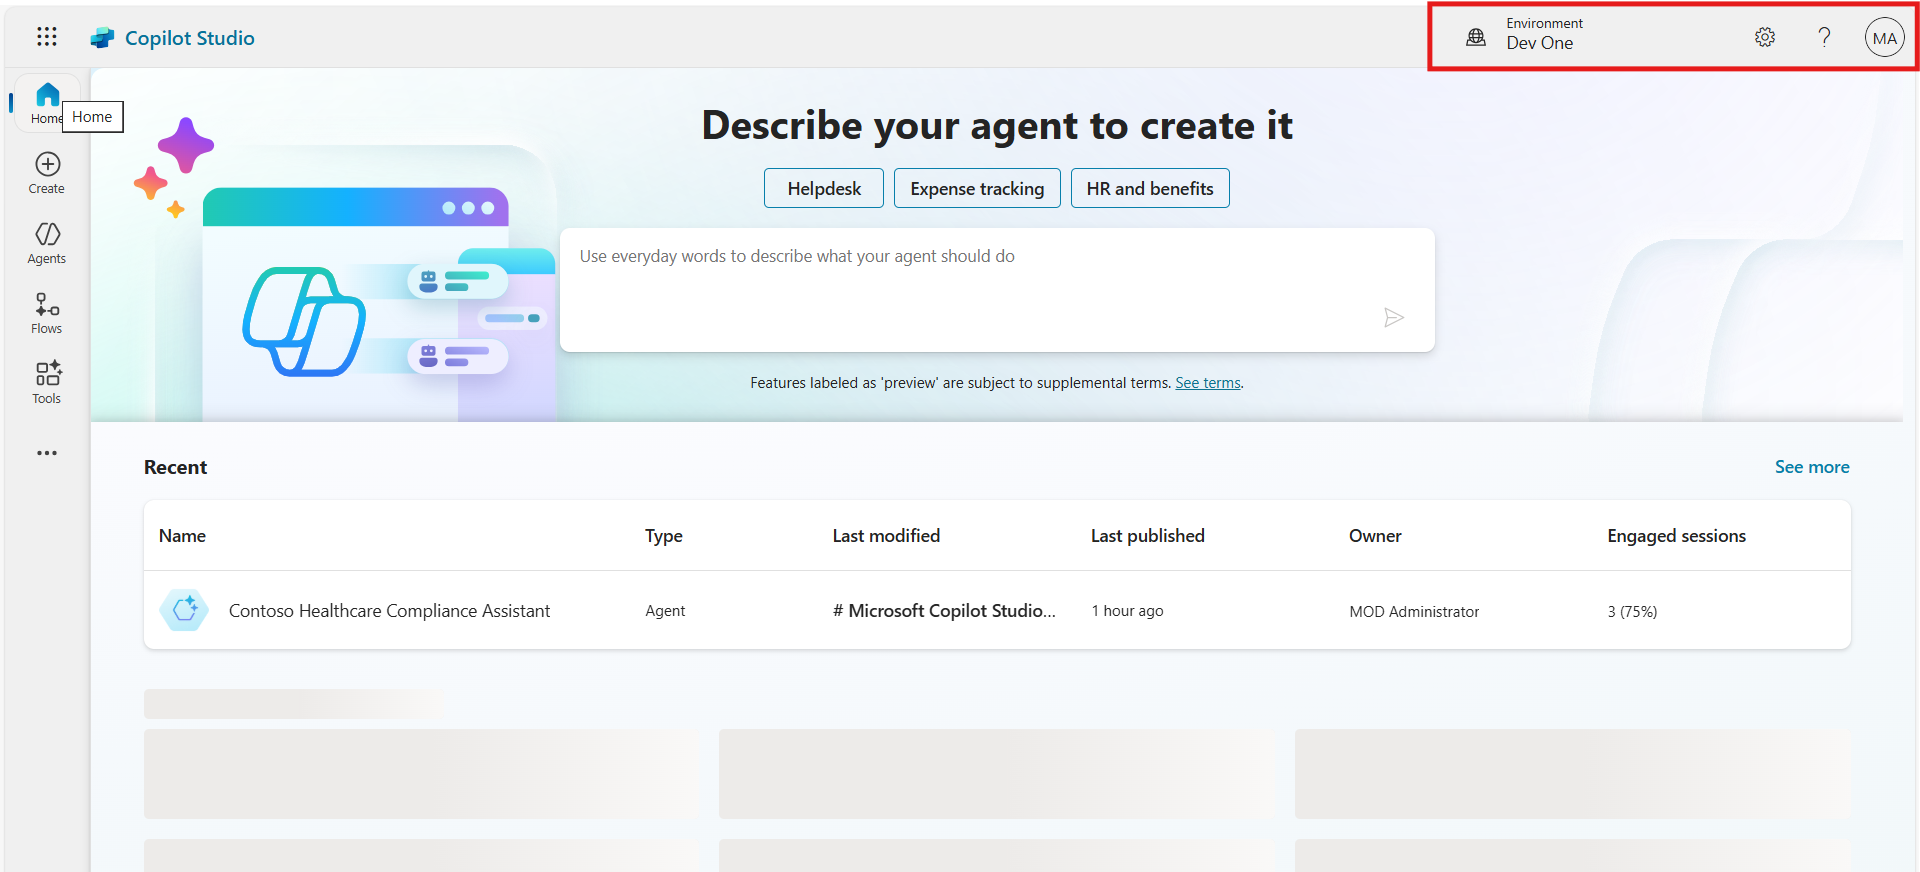 Copilot Studio
Environment
Dev One
?
MA
Home
Home
Create
Agents
Flows
Tools
Describe your agent to create it
Helpdesk
Expense tracking
HR and benefits
Use everyday words to describe what your agent should do
Features labeled as 'preview' are subject to supplemental terms. See terms.
Recent
See more
Name
Type
Last modified
Last published
Owner
Engaged sessions
Contoso Healthcare Compliance Assistant
Agent
# Microsoft Copilot Studio...
1 hour ago
MOD Administrator
3 (75%)